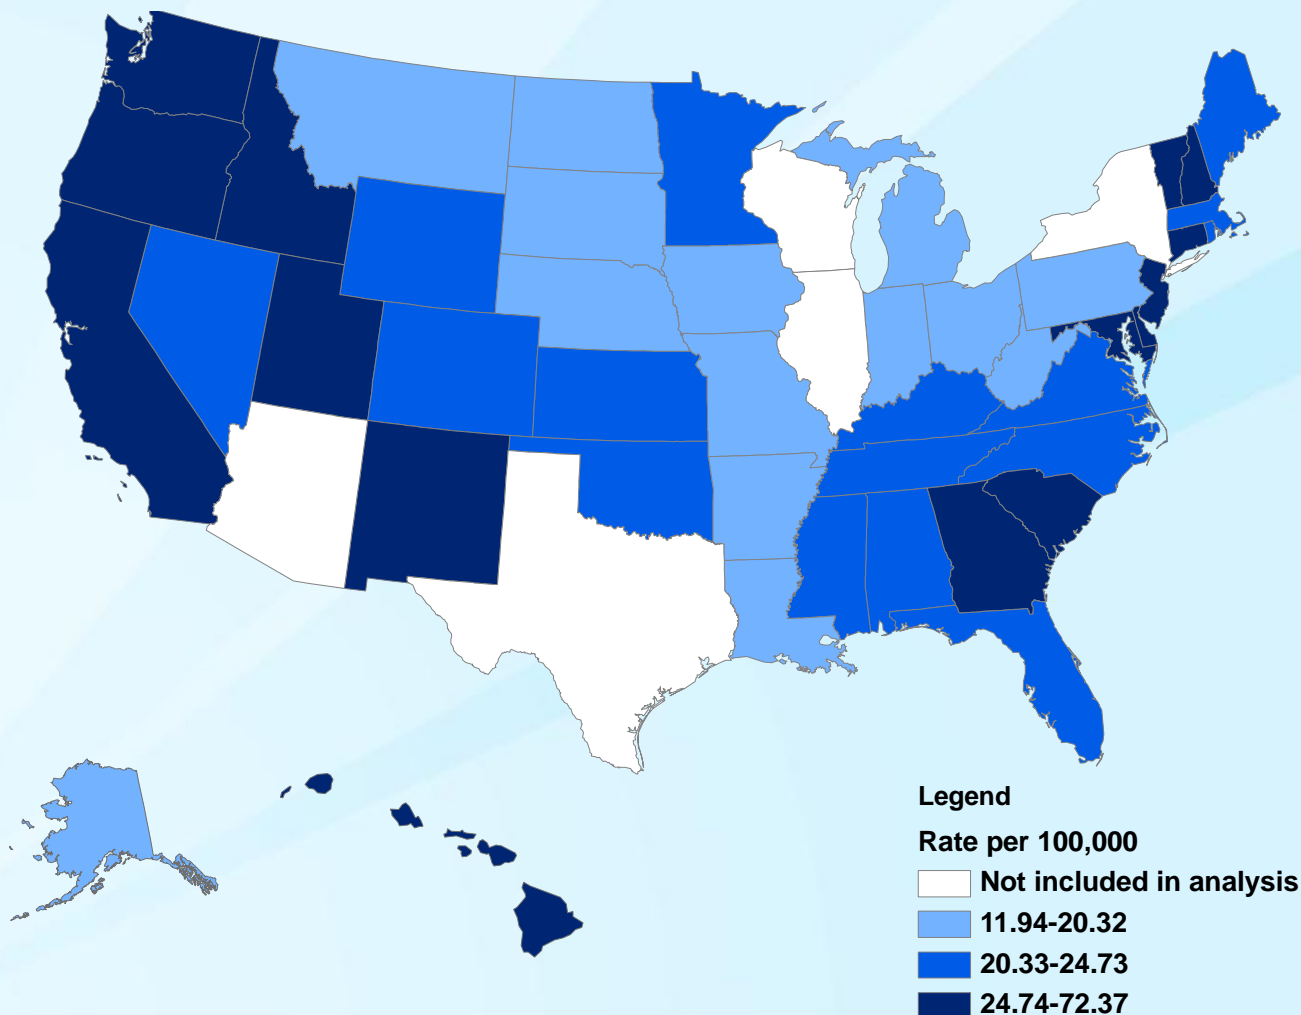 Legend
Rate per 100,000
Not included in analysis
11.94-20.32
20.33-24.73
24.74-72.37